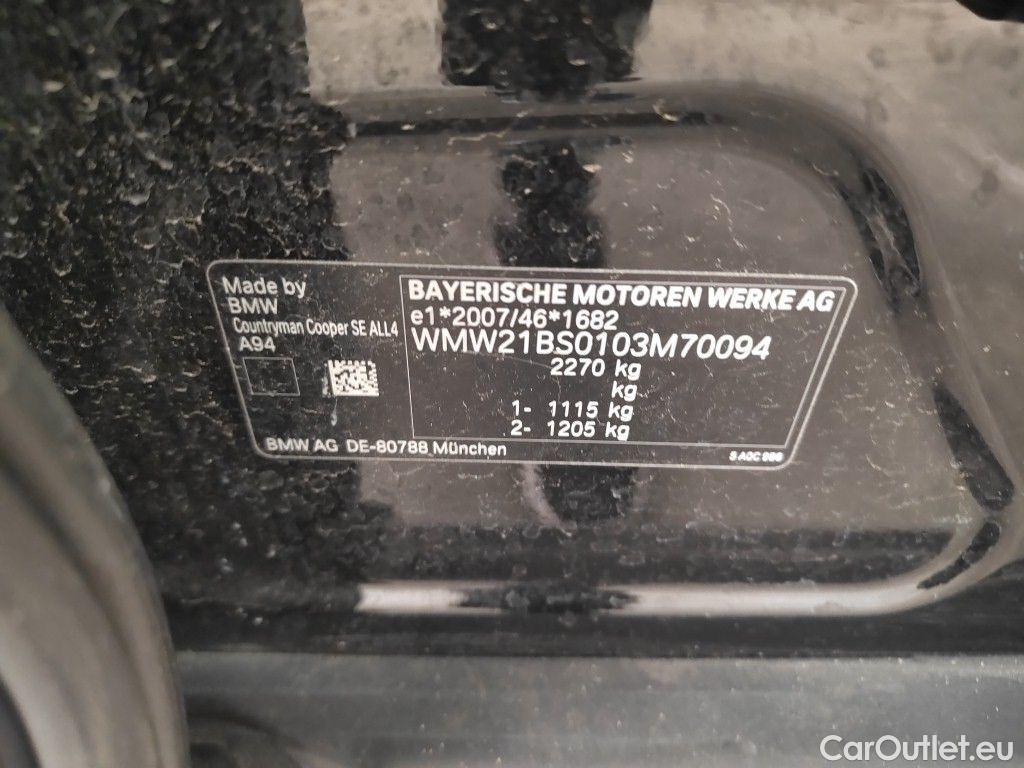 Made by
BMW
Countryman Cooper SE ALL4
A94
BAYERISCHE MOTOREN WERKE AG
e1*2007/46*1682
WMW21BS0103M70094
2270 kg
kg
1- 1115 kg
2- 1205 kg
BMW AG DE-80788 München
CarOutlet.eu